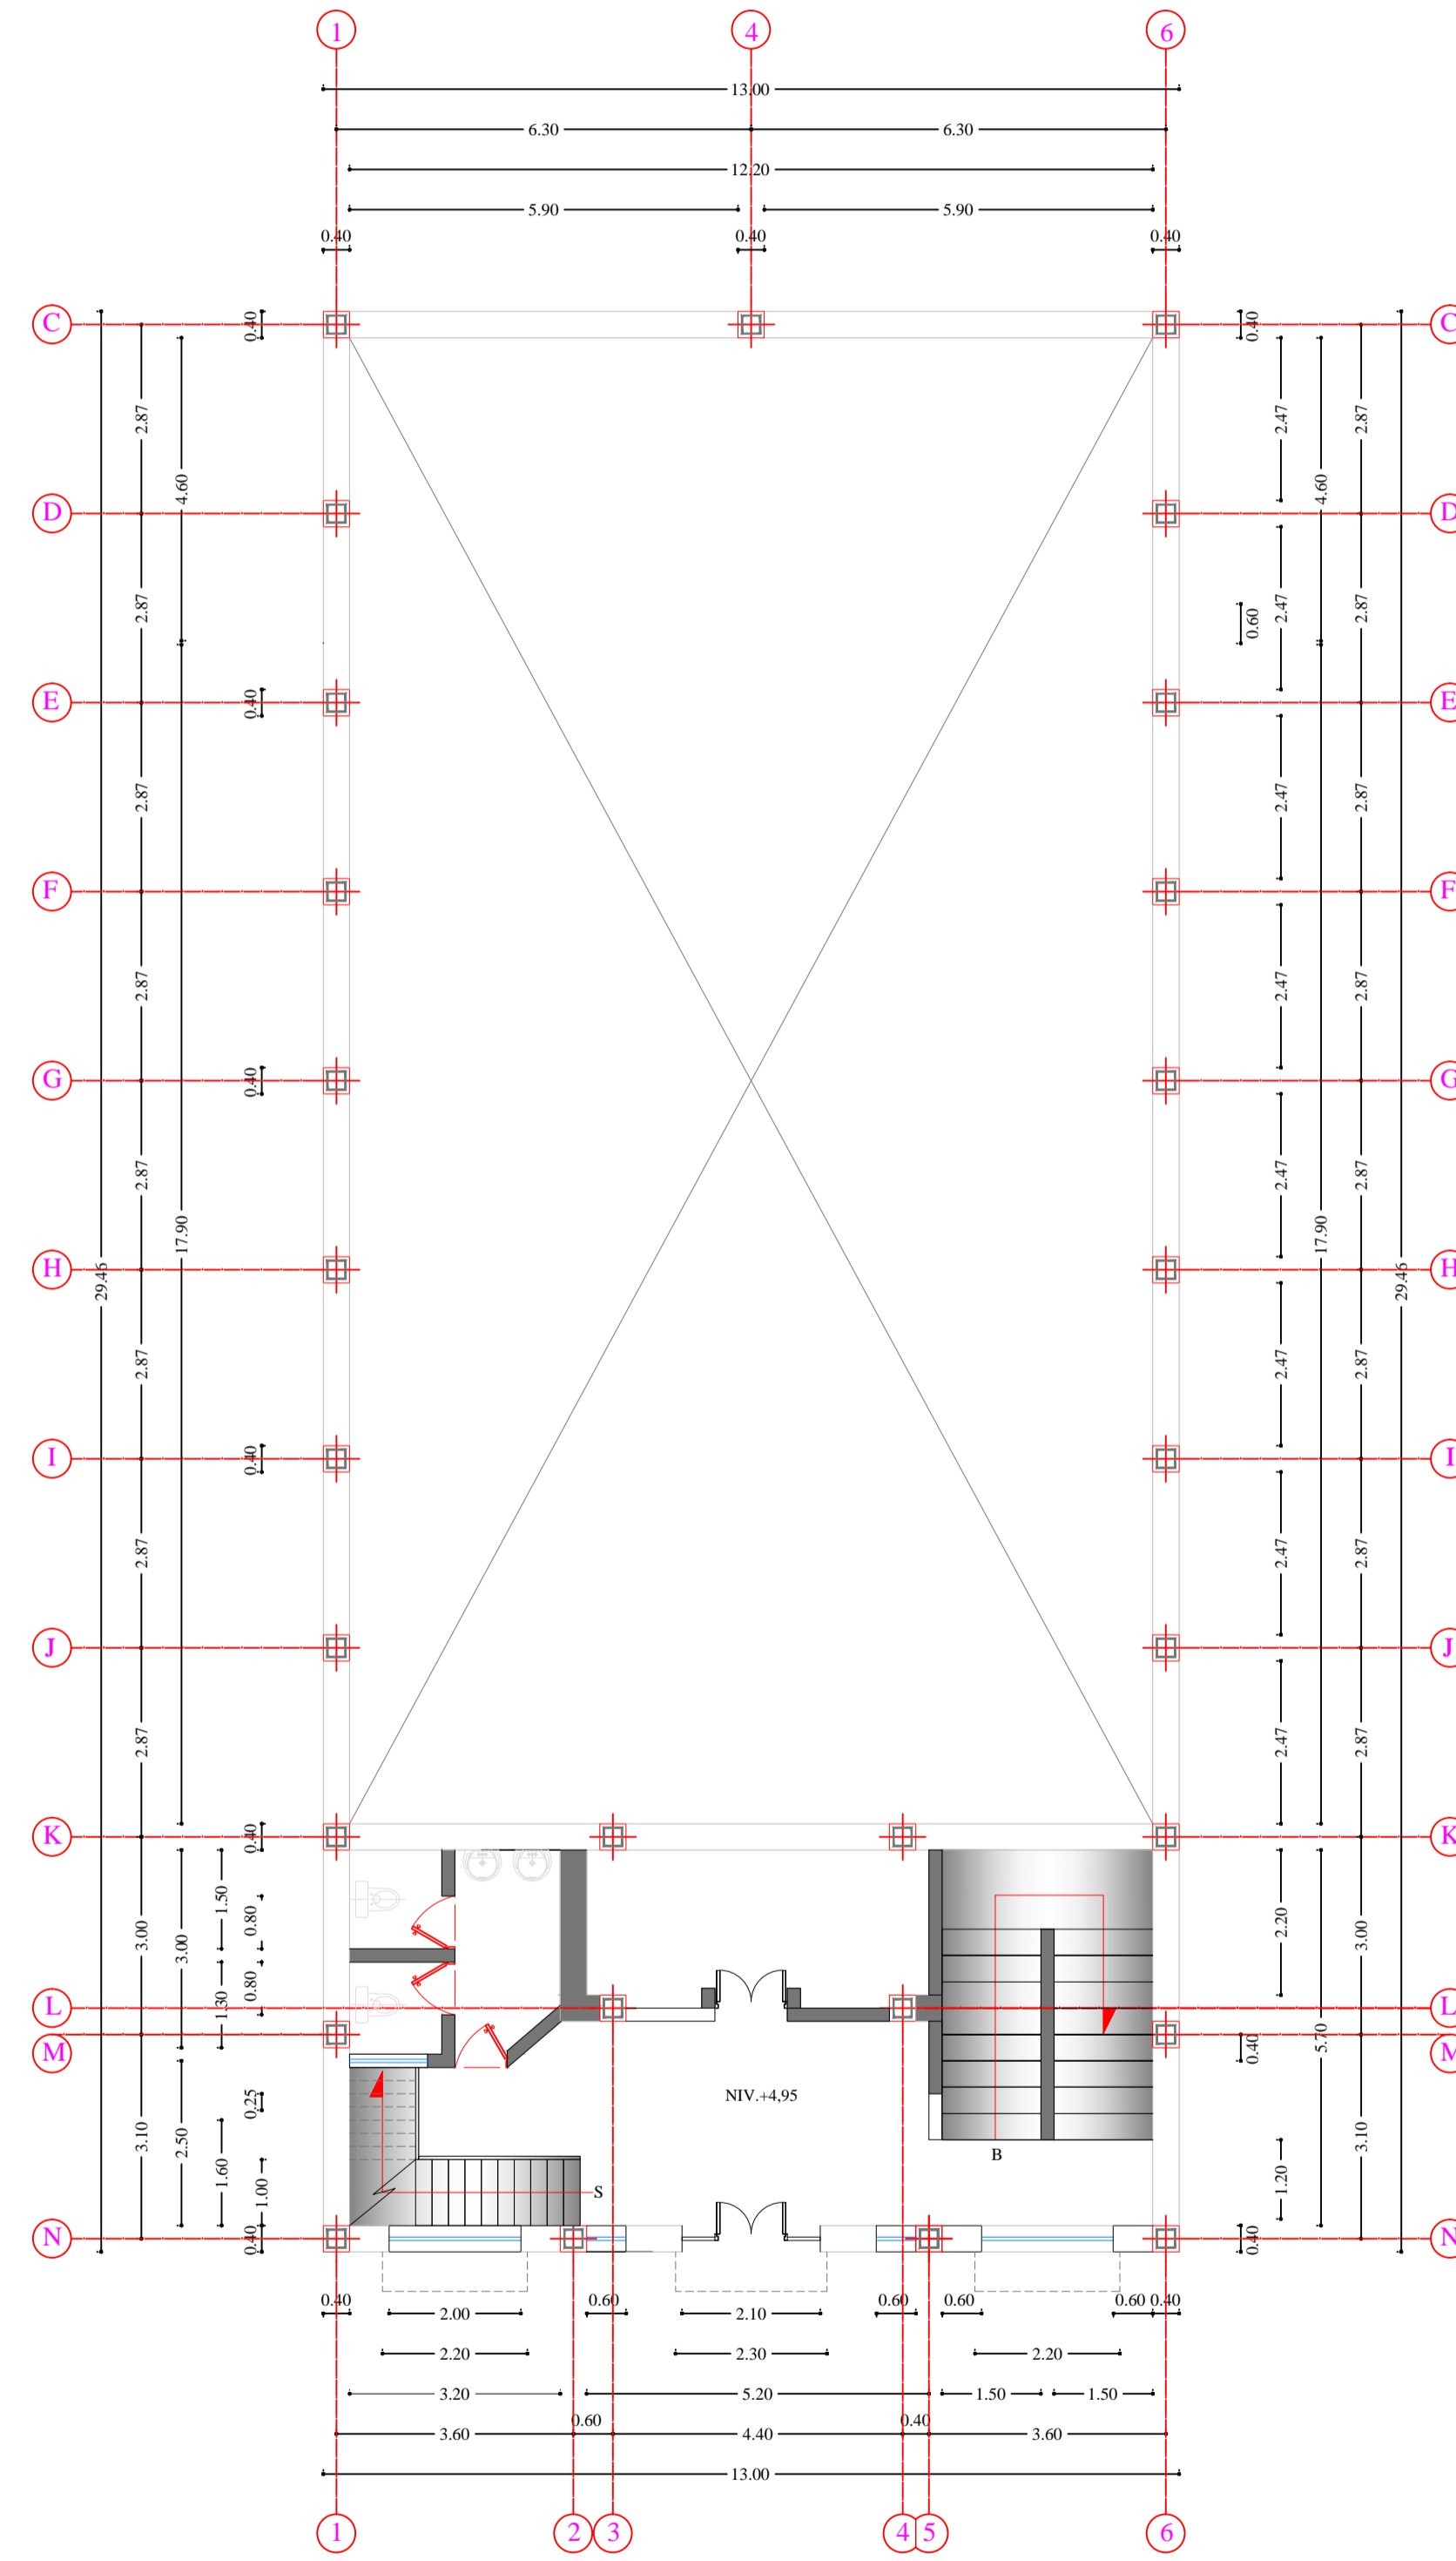 1 4 6
13.00
6.30 6.30
12.20
5.90 5.90
0.40 0.40 0.40
C 0.40 0.40 C
2.87 2.47 2.87
4.60 4.60
D D
2.87 0.60 2.47 2.87
E 0.40 E
2.87 2.47 2.87
F F
2.87 2.47 2.87
G 0.40 G
2.87 2.47 2.87
17.90 17.90
H H
29.46 29.46
2.87 2.47 2.87
I 0.40 I
2.87 2.47 2.87
J J
2.87 2.47 2.87
K 0.40 K
1.50
0.80 2.20
3.00 3.00 3.00
0.80
1.30
L L
M 0.40 5.70 M
0.25 NIV.+4,95
3.10 2.50 3.10
B
1.60 1.00 S 1.20
N 0.40 0.40 N
0.40 0.60 0.60 0.60 0.60 0.40
2.00 2.10
2.20 2.30 2.20
3.20 5.20 1.50 1.50
0.60 0.40
3.60 4.40 3.60
13.00
1 2 3 4 5 6